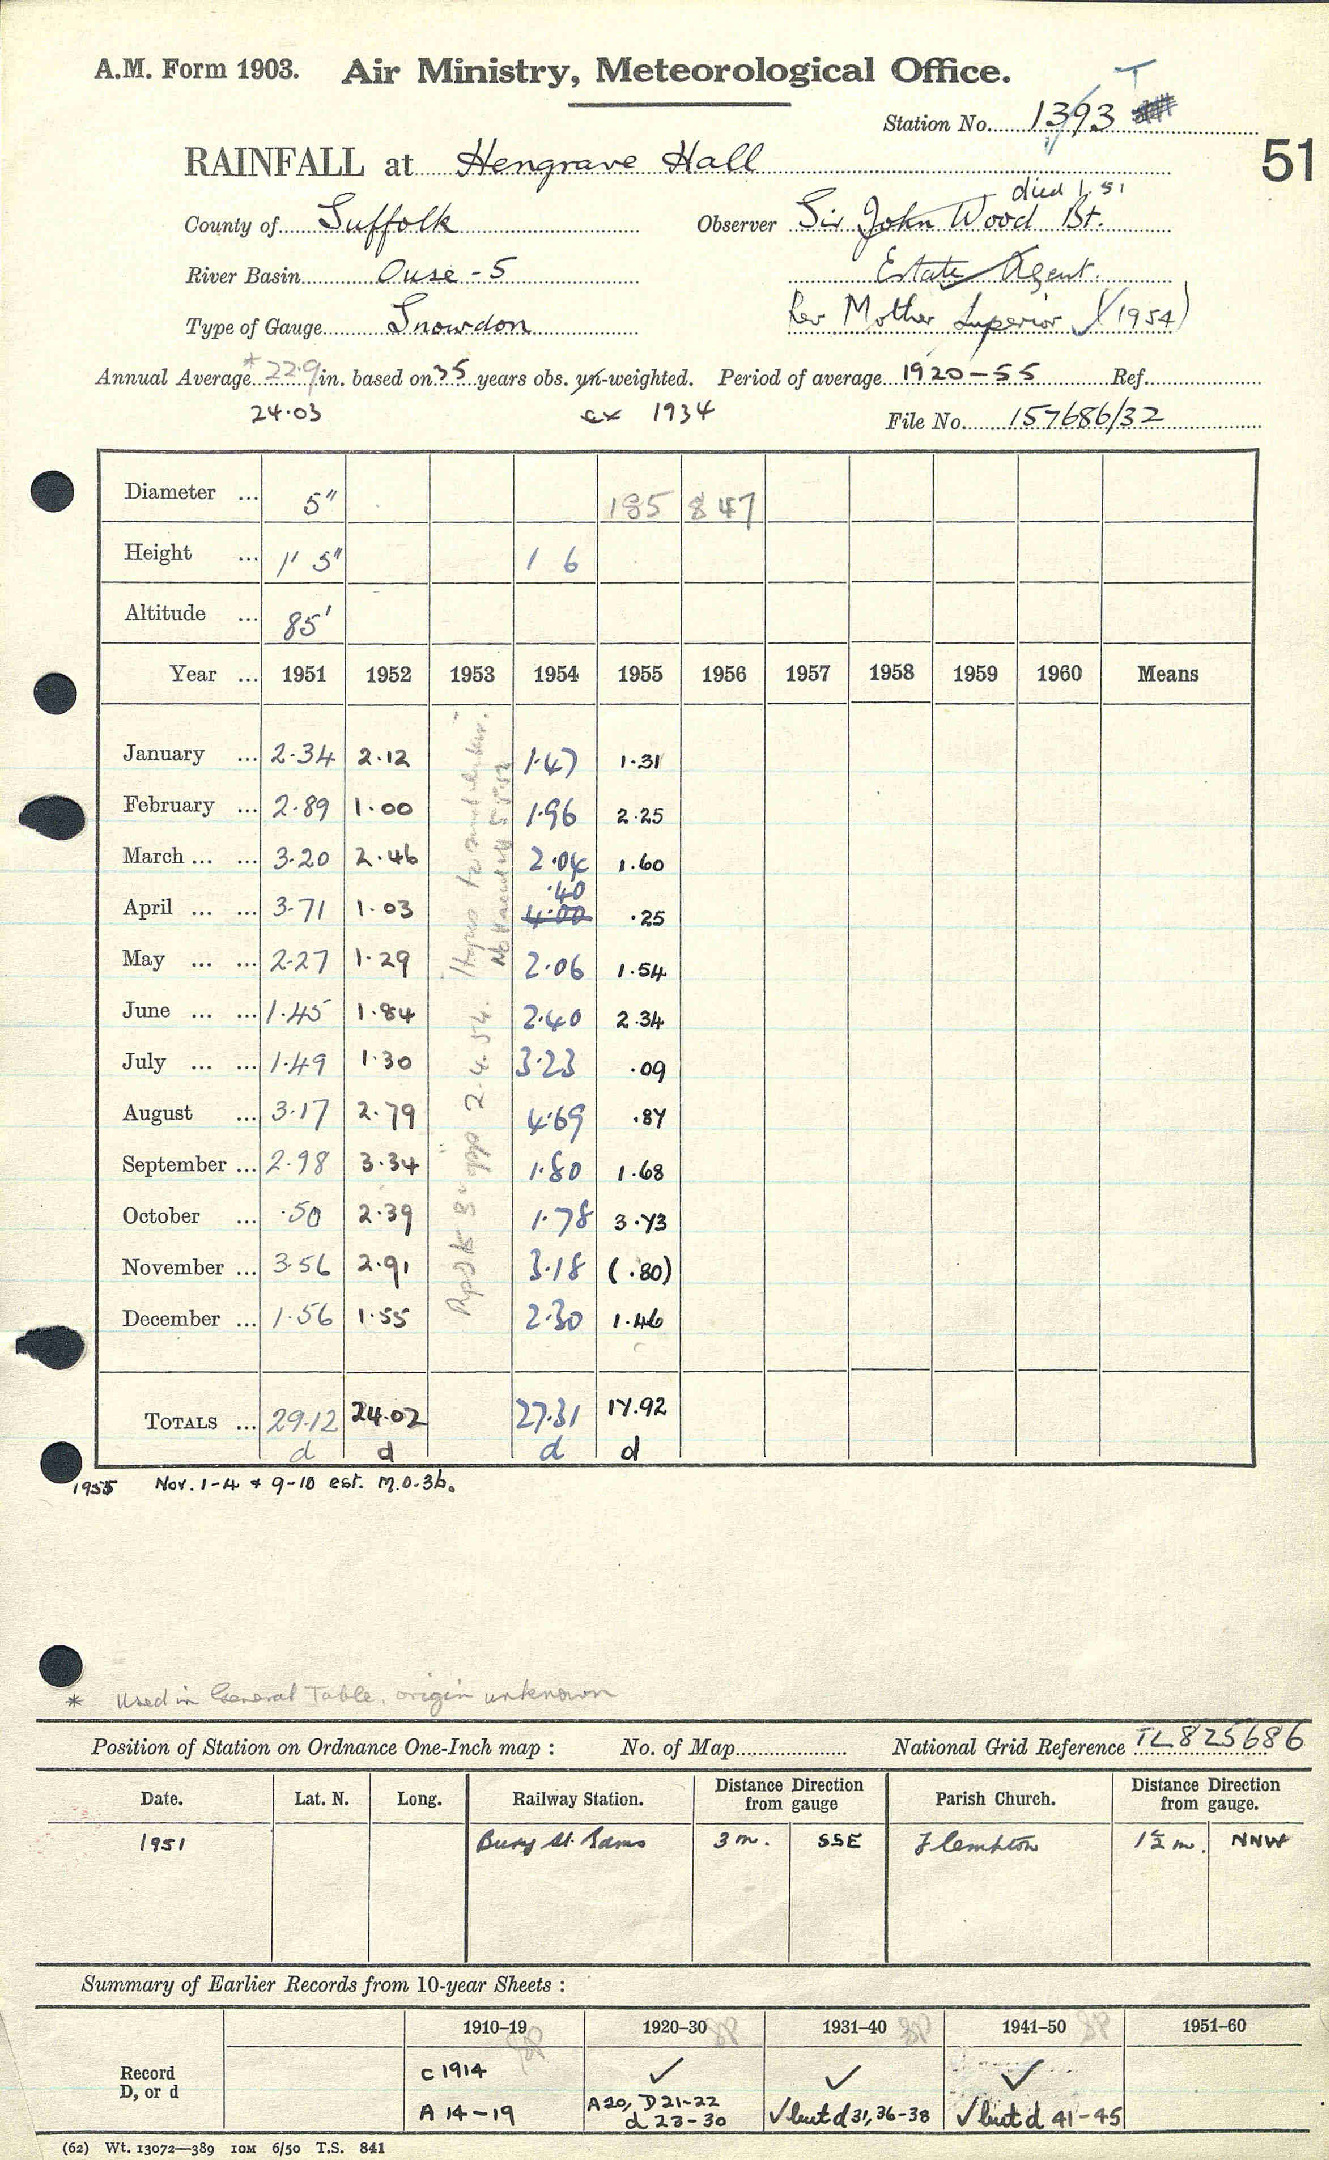 A.M. Form 1903. Air Ministry, Meteorological Office.
T
Station No. 1393
51
RAINFALL at Hengrave Hall
died 1.51
County of Suffolk Observer Sir John Wood Bt.
River Basin Ouse - 5 Estate Agent.
Type of Gauge Snowdon Rev Mother Superior (1954)
Annual Average *22.9 in. based on 35 years obs. un-weighted. Period of average 1920-55 Ref.
24.03 ex 1934 File No. 157686/32
Diameter ... 5" 185 847
Height ... 1' 5" 1 6
Altitude ... 85'
Year ... 1951 1952 1953 1954 1955 1956 1957 1958 1959 1960 Means
January ... 2.34 2.12 1.47 1.31
February ... 2.89 1.00 1.96 2.25
March ... ... 3.20 2.46 2.04 1.60
.40
April ... ... 3.71 1.03 4.00 .25
May ... ... 2.27 1.29 2.06 1.54
June ... ... 1.45 1.84 2.40 2.34
July ... ... 1.49 1.30 3.23 .09
August ... 3.17 2.79 4.69 .87
September ... 2.98 3.34 1.80 1.68
October ... .50 2.39 1.78 3.73
November ... 3.56 2.91 3.18 (.80)
December ... 1.56 1.55 2.30 1.46
TOTALS ... 29.12 24.02 27.31 17.92
d d d d
2.4.54.
1955 Nov. 1-4 & 9-10 est. M.O.3b.
* Used in General Table, origin unknown
Position of Station on Ordnance One-Inch map : No. of Map National Grid Reference TL825686
Date. Lat. N. Long. Railway Station. Distance from gauge Direction Parish Church. Distance from gauge. Direction
1951 Bury St. Edms 3 m. SSE Flempton 1½ m. NNW
Summary of Earlier Records from 10-year Sheets :
1910-19 1920-30 1931-40 1941-50 1951-60
Record c 1914 ✓ ✓ ✓
D, or d A 14-19 A20, D21-22 ✓ but d 31, 36-38 ✓ but d 41-45
d 23-30
(62) Wt. 13072—389 10M 6/50 T.S. 841